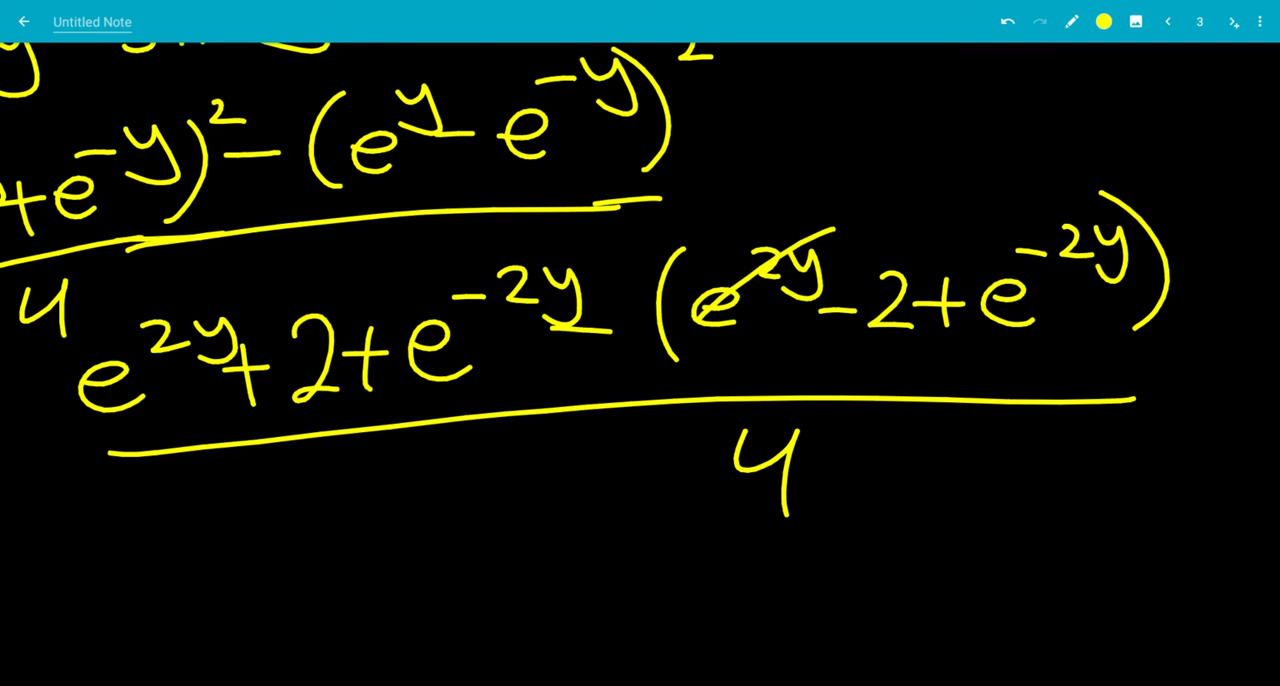 Untitled Note
3
+e^{-y})^2 - (e^y - e^{-y})^2
4
e^{2y} + 2 + e^{-2y} - (e^{2y} - 2 + e^{-2y})
4